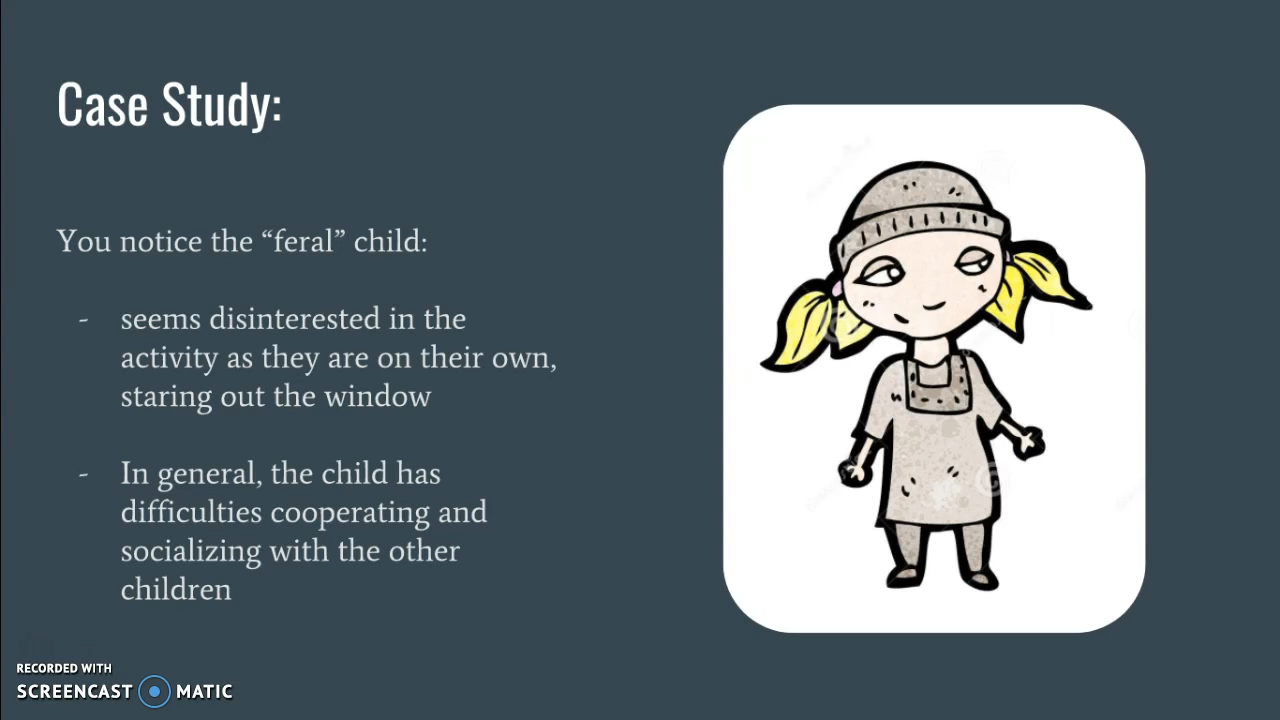 Case Study:
You notice the “feral” child:
- seems disinterested in the
activity as they are on their own,
staring out the window
- In general, the child has
difficulties cooperating and
socializing with the other
children
RECORDED WITH
SCREENCAST MATIC